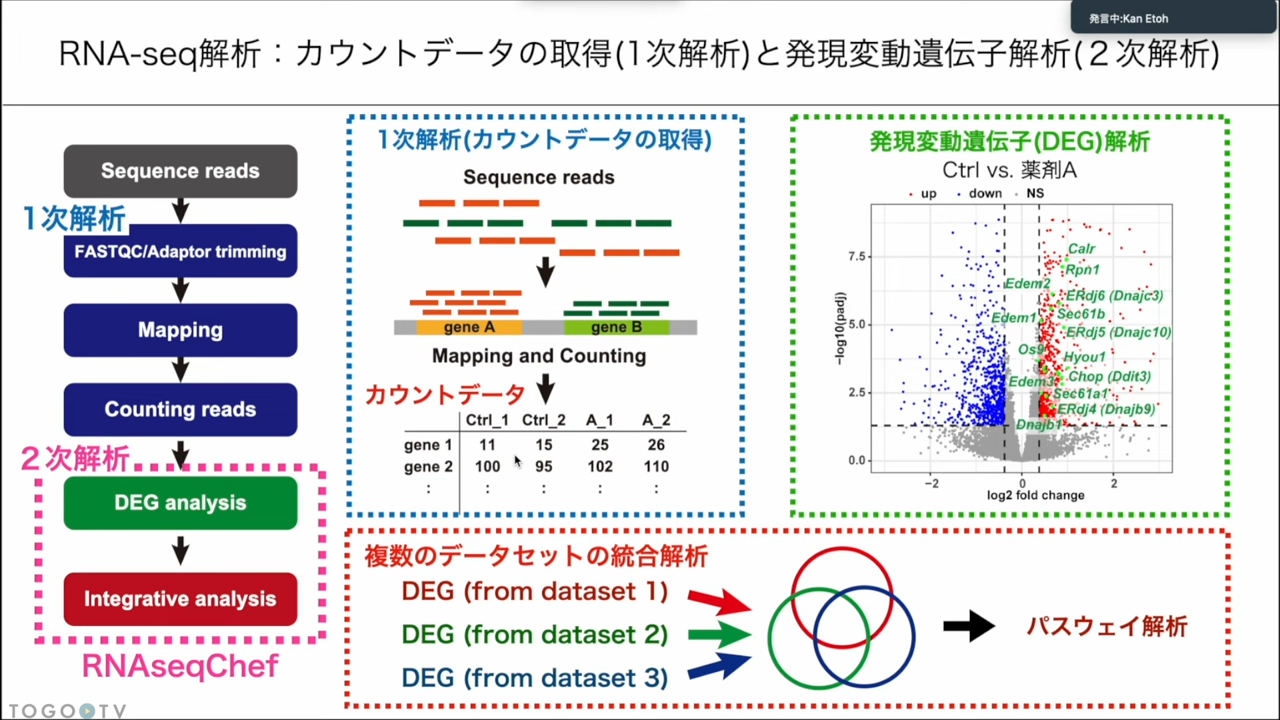 発言中:Kan Etoh
RNA-seq解析：カウントデータの取得(1次解析)と発現変動遺伝子解析(２次解析)
Sequence reads
1次解析
FASTQC/Adaptor trimming
Mapping
Counting reads
２次解析
DEG analysis
Integrative analysis
RNAseqChef
1次解析(カウントデータの取得)
Sequence reads
gene A
gene B
Mapping and Counting
カウントデータ
Ctrl_1 Ctrl_2 A_1 A_2
gene 1 11 15 25 26
gene 2 100 95 102 110
: : : : :
発現変動遺伝子(DEG)解析
Ctrl vs. 薬剤A
up down NS
Calr
Rpn1
Edem2
ERdj6 (Dnajc3)
Sec61b
Edem1
ERdj5 (Dnajc10)
Os9
Hyou1
Chop (Ddit3)
Edem3
Sec61a1
ERdj4 (Dnajb9)
Dnajb1
−log10(padj)
7.5
5.0
2.5
0.0
−2 0 2
log2 fold change
複数のデータセットの統合解析
DEG (from dataset 1)
DEG (from dataset 2)
DEG (from dataset 3)
パスウェイ解析
TOGO TV